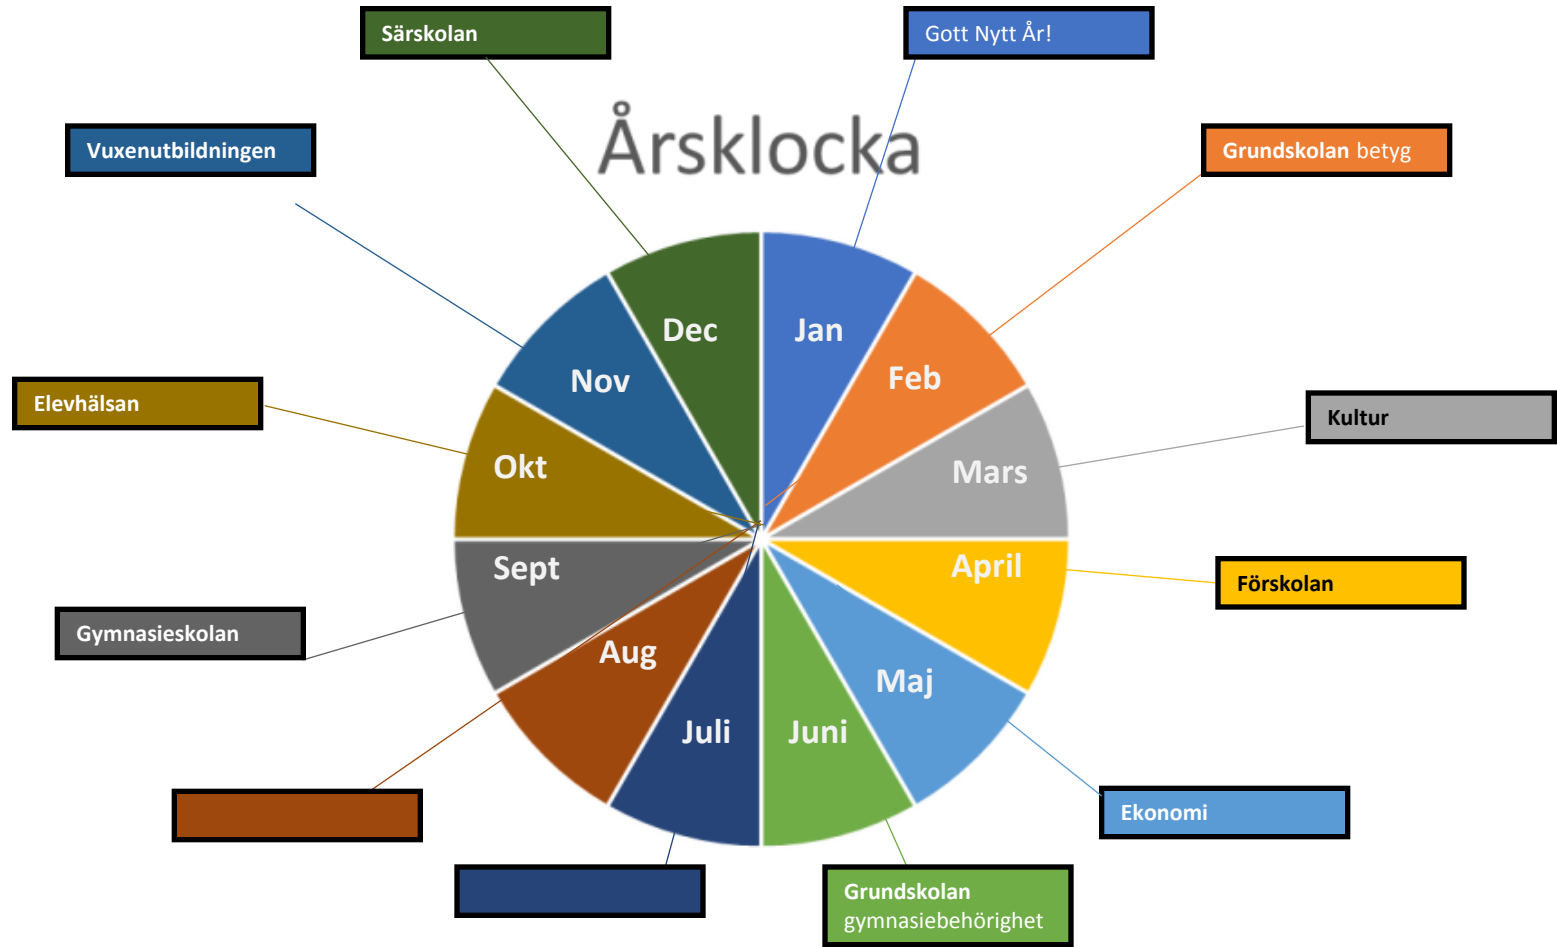 Särskolan
Gott Nytt År!
Årsklocka
Vuxenutbildningen
Grundskolan betyg
Dec
Jan
Nov
Feb
Elevhälsan
Kultur
Okt
Mars
Sept
April
Förskolan
Gymnasieskolan
Aug
Maj
Juli
Juni
Ekonomi
Grundskolan
gymnasiebehörighet